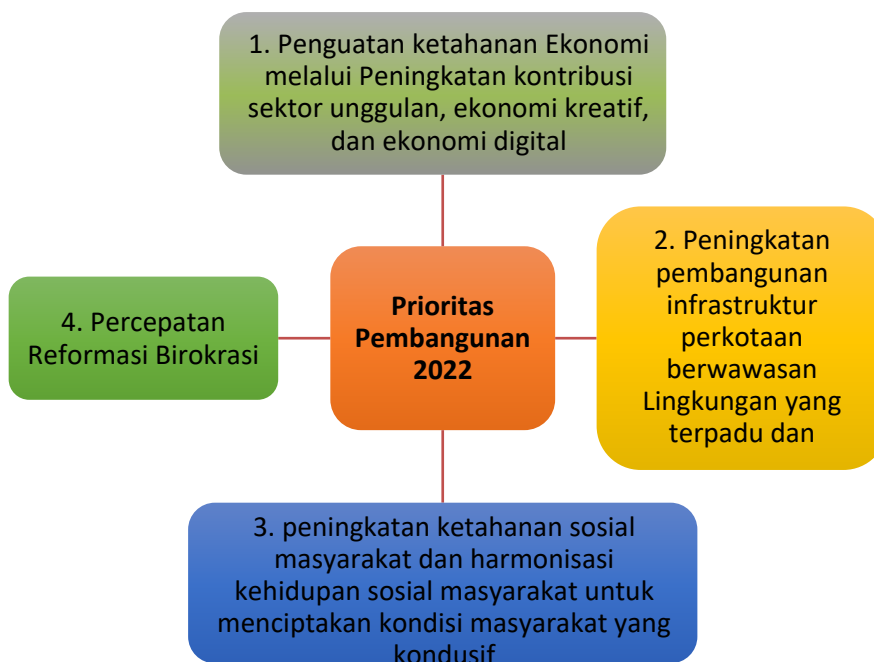 1. Penguatan ketahanan Ekonomi
melalui Peningkatan kontribusi
sektor unggulan, ekonomi kreatif,
dan ekonomi digital
2. Peningkatan
pembangunan
infrastruktur
perkotaan
berwawasan
Lingkungan yang
terpadu dan
Prioritas
Pembangunan
2022
4. Percepatan
Reformasi Birokrasi
3. peningkatan ketahanan sosial
masyarakat dan harmonisasi
kehidupan sosial masyarakat untuk
menciptakan kondisi masyarakat yang
kondusif